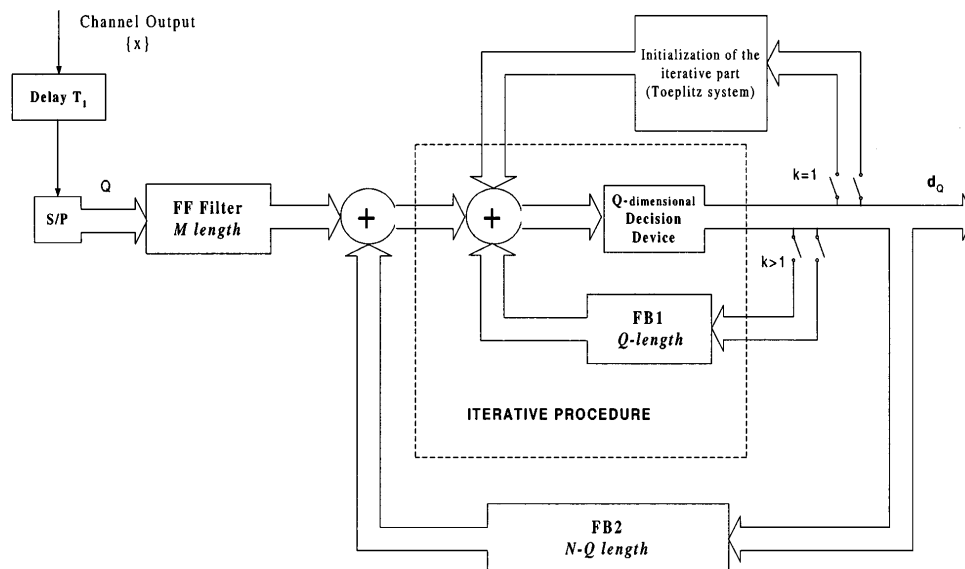 Channel Output
{x}
Delay T1
Q
S/P
FF Filter
M length
+
+
Initialization of the
iterative part
(Toeplitz system)
k=1
dQ
Q-dimensional
Decision
Device
k>1
FB1
Q-length
ITERATIVE PROCEDURE
FB2
N-Q length